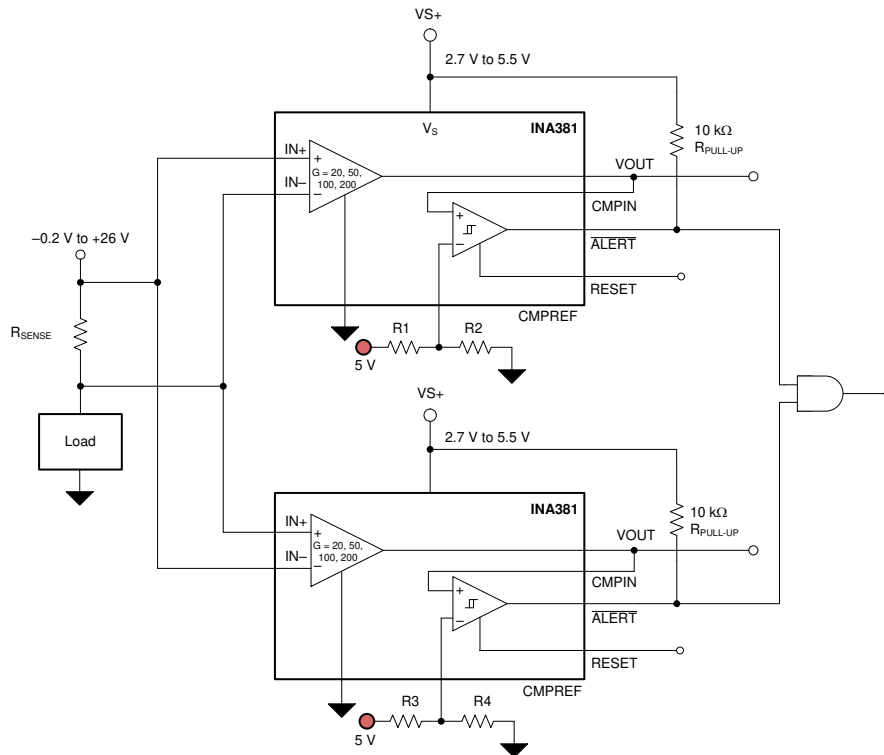 VS+
2.7 V to 5.5 V
VS
INA381
10 kΩ
RPULL-UP
IN+
+
G = 20, 50,
100, 200
IN–
–
VOUT
CMPIN
+
–
ALERT
RESET
CMPREF
–0.2 V to +26 V
RSENSE
Load
R1
R2
5 V
VS+
2.7 V to 5.5 V
INA381
10 kΩ
RPULL-UP
IN+
+
G = 20, 50,
100, 200
IN–
–
VOUT
CMPIN
+
–
ALERT
RESET
CMPREF
R3
R4
5 V